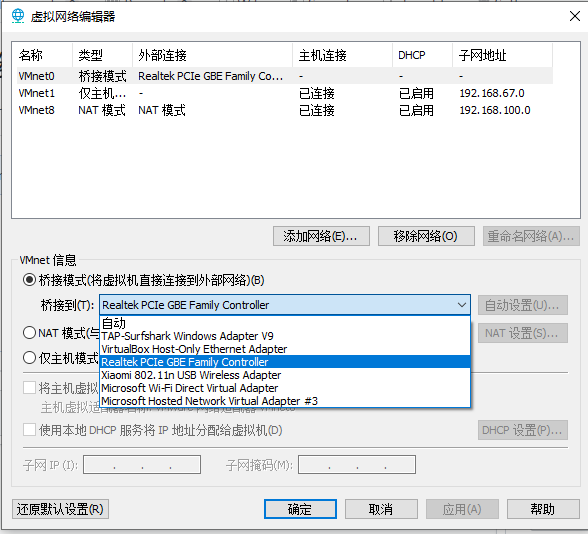 虚拟网络编辑器
名称 类型 外部连接 主机连接 DHCP 子网地址
VMnet0 桥接模式 Realtek PCIe GBE Family Co... - - -
VMnet1 仅主机... - 已连接 已启用 192.168.67.0
VMnet8 NAT 模式 NAT 模式 已连接 已启用 192.168.100.0
添加网络(E)... 移除网络(O) 重命名网络(A)...
VMnet 信息
桥接模式(将虚拟机直接连接到外部网络)(B)
桥接到(T): Realtek PCIe GBE Family Controller 自动设置(U)...
自动
TAP-Surfshark Windows Adapter V9
NAT 模式(与 VirtualBox Host-Only Ethernet Adapter NAT 设置(S)...
Realtek PCIe GBE Family Controller
仅主机模式 Xiaomi 802.11n USB Wireless Adapter
Microsoft Wi-Fi Direct Virtual Adapter
将主机虚拟 Microsoft Hosted Network Virtual Adapter #3
使用本地 DHCP 服务将 IP 地址分配给虚拟机(D) DHCP 设置(P)...
子网 IP (I): . . . 子网掩码(M): . . .
还原默认设置(R) 确定 取消 应用(A) 帮助